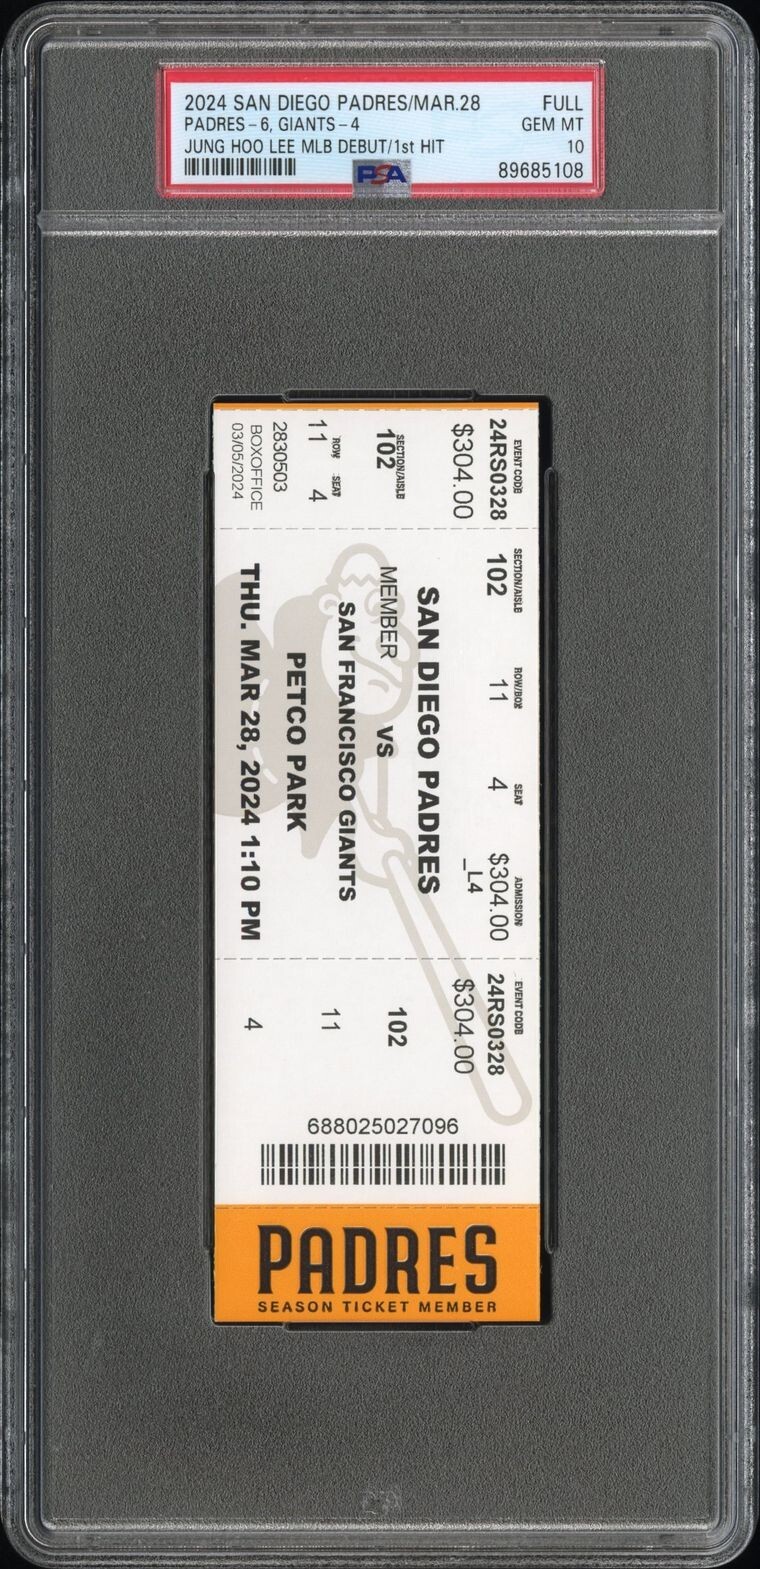 2024 SAN DIEGO PADRES/MAR.28 FULL
PADRES-6, GIANTS-4 GEM MT
JUNG HOO LEE MLB DEBUT/1st HIT 10
PSA 89685108
EVENT CODE
24RS0328
$304.00
SECTION/AISLE
102
ROW SEAT
11 4
2830503
BOXOFFICE
03/05/2024
SECTION/AISLE ROW/BOX SEAT ADMISSION
102 11 4 $304.00
_L4
SAN DIEGO PADRES
MEMBER VS
SAN FRANCISCO GIANTS
PETCO PARK
THU. MAR 28, 2024 1:10 PM
EVENT CODE
24RS0328
$304.00
102
11
4
688025027096
PADRES
SEASON TICKET MEMBER